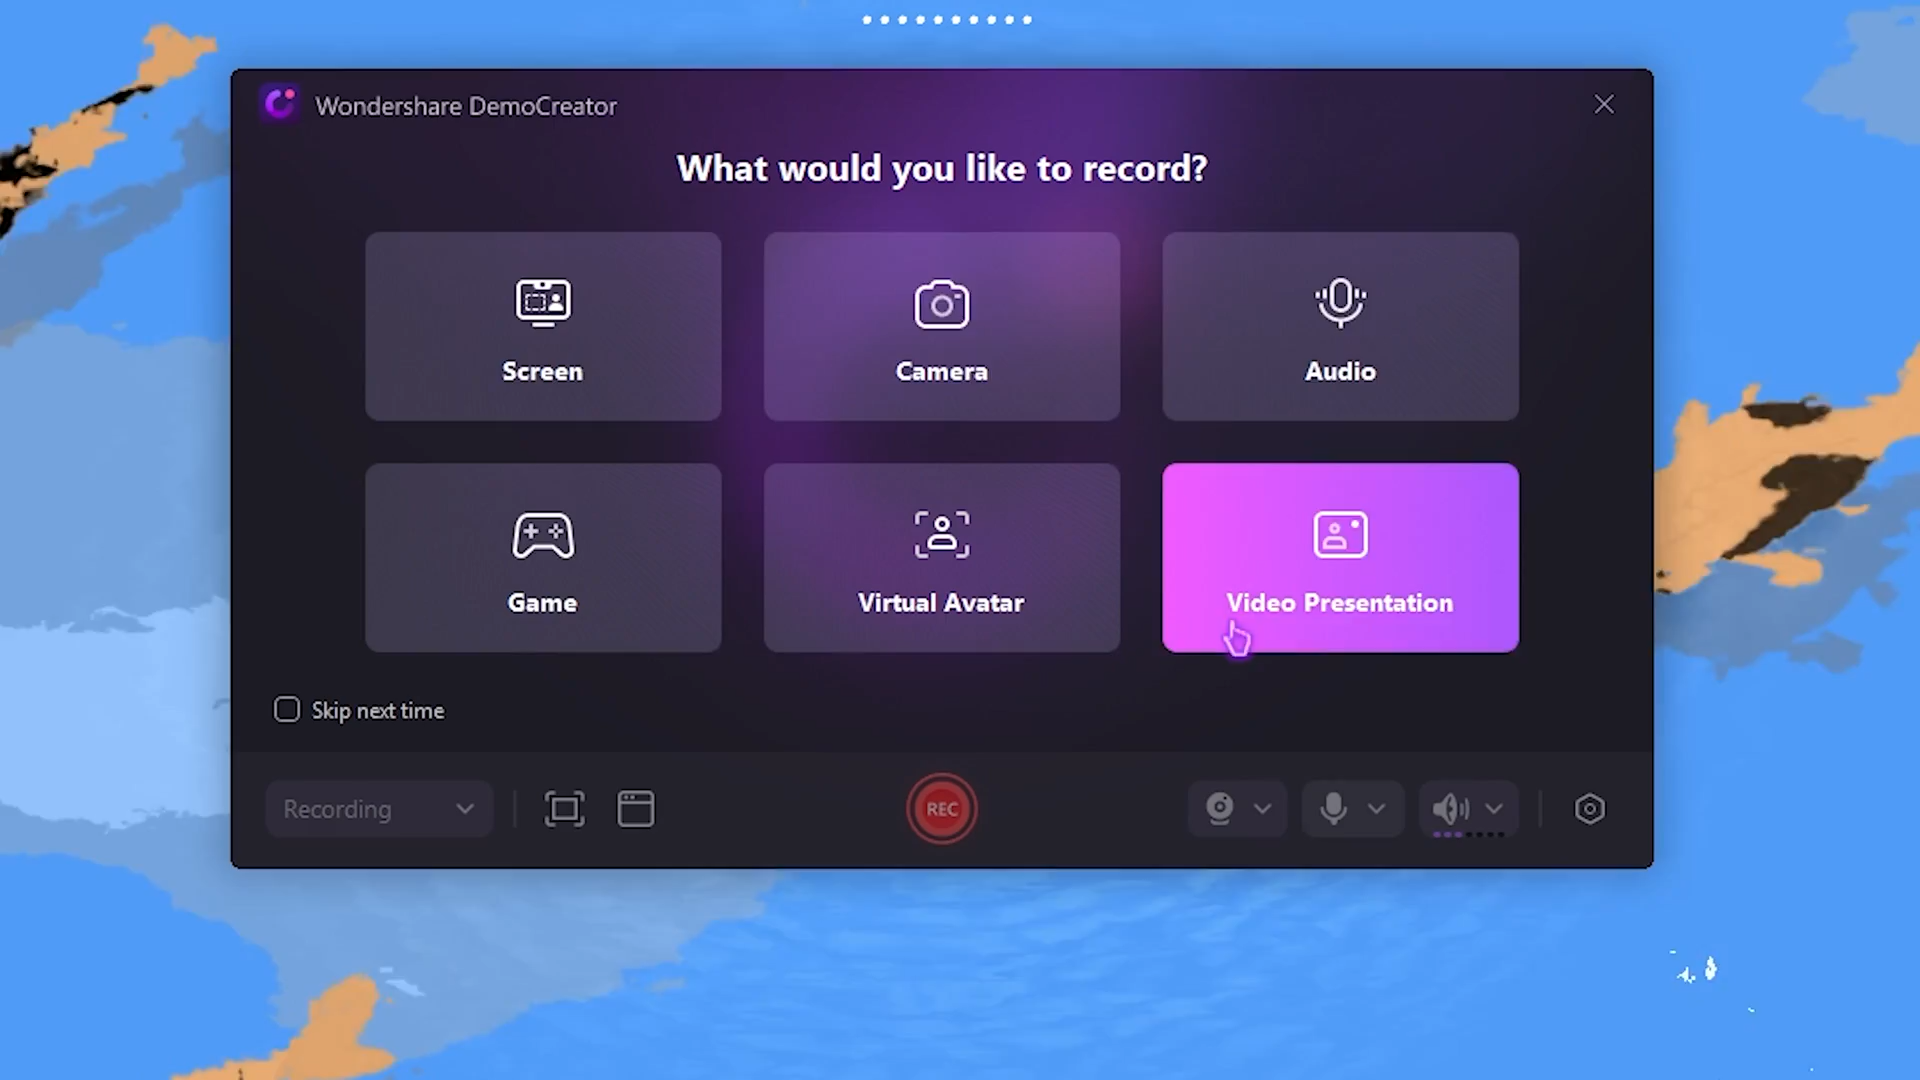 Wondershare DemoCreator
What would you like to record?
Screen
Camera
Audio
Game
Virtual Avatar
Video Presentation
Skip next time
Recording
REC